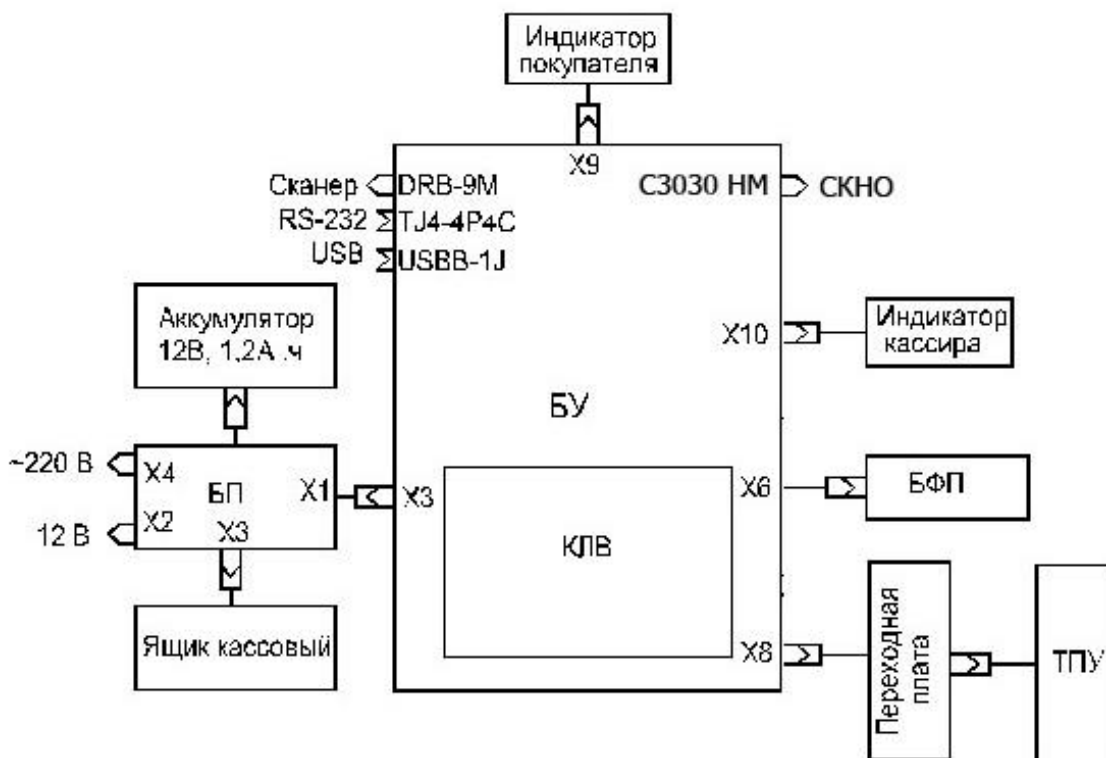 Индикатор
покупателя
X9
Сканер
DRB-9M
C3030 HM
СКНО
RS-232
TJ4-4P4C
USB
USBB-1J
Аккумулятор
12В, 1,2А .ч
X10
Индикатор
кассира
БУ
~220 В
X4
БП
X1
X3
X6
БФП
12 В
X2
X3
КЛВ
Ящик кассовый
X8
Переходная
плата
ТПУ